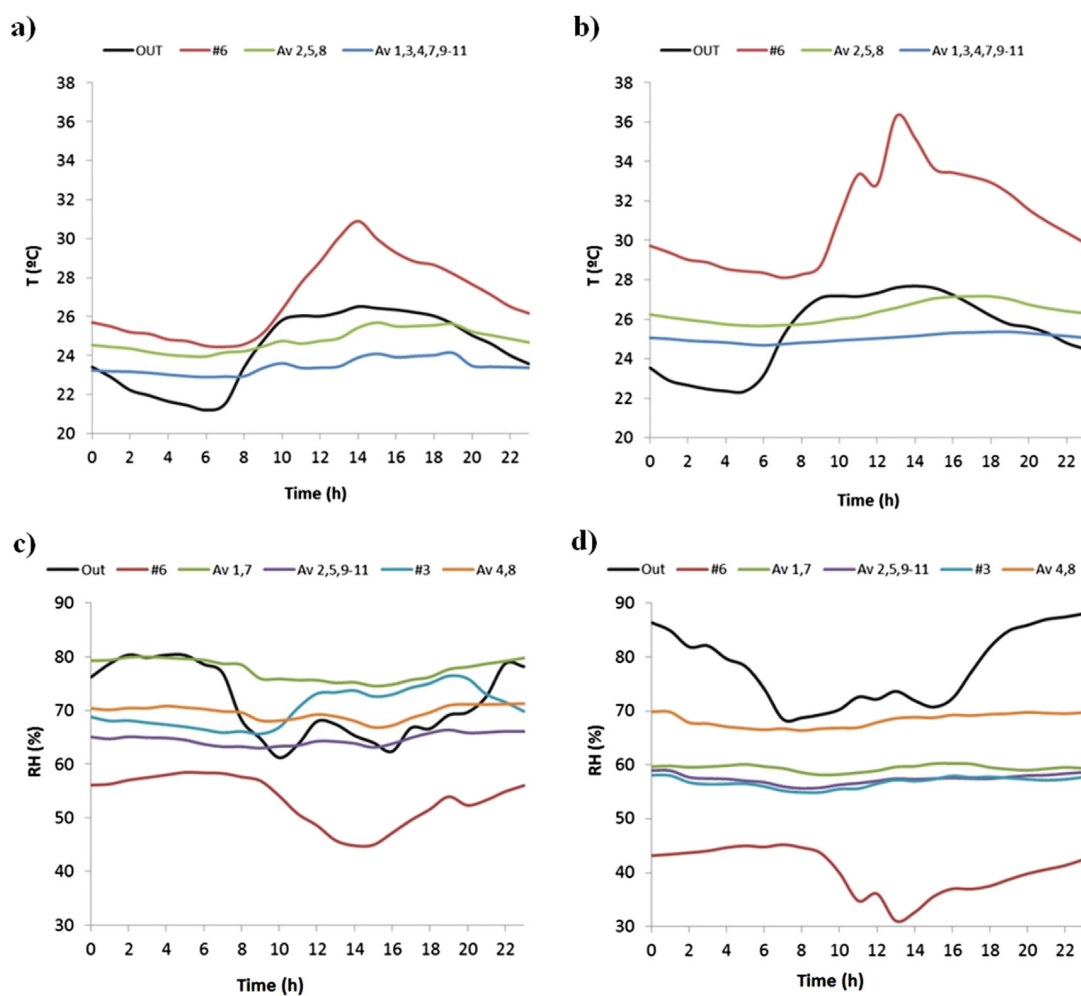 a)
OUT #6 Av 2,5,8 Av 1,3,4,7,9-11
38
36
34
32
30
28
26
24
22
20
T (ºC)
0 2 4 6 8 10 12 14 16 18 20 22
Time (h)
b)
OUT #6 Av 2,5,8 Av 1,3,4,7,9-11
38
36
34
32
30
28
26
24
22
20
T (ºC)
0 2 4 6 8 10 12 14 16 18 20 22
Time (h)
c)
Out #6 Av 1,7 Av 2,5,9-11 #3 Av 4,8
90
80
70
60
50
40
30
RH (%)
0 2 4 6 8 10 12 14 16 18 20 22
Time (h)
d)
Out #6 Av 1,7 Av 2,5,9-11 #3 Av 4,8
90
80
70
60
50
40
30
RH (%)
0 2 4 6 8 10 12 14 16 18 20 22
Time (h)